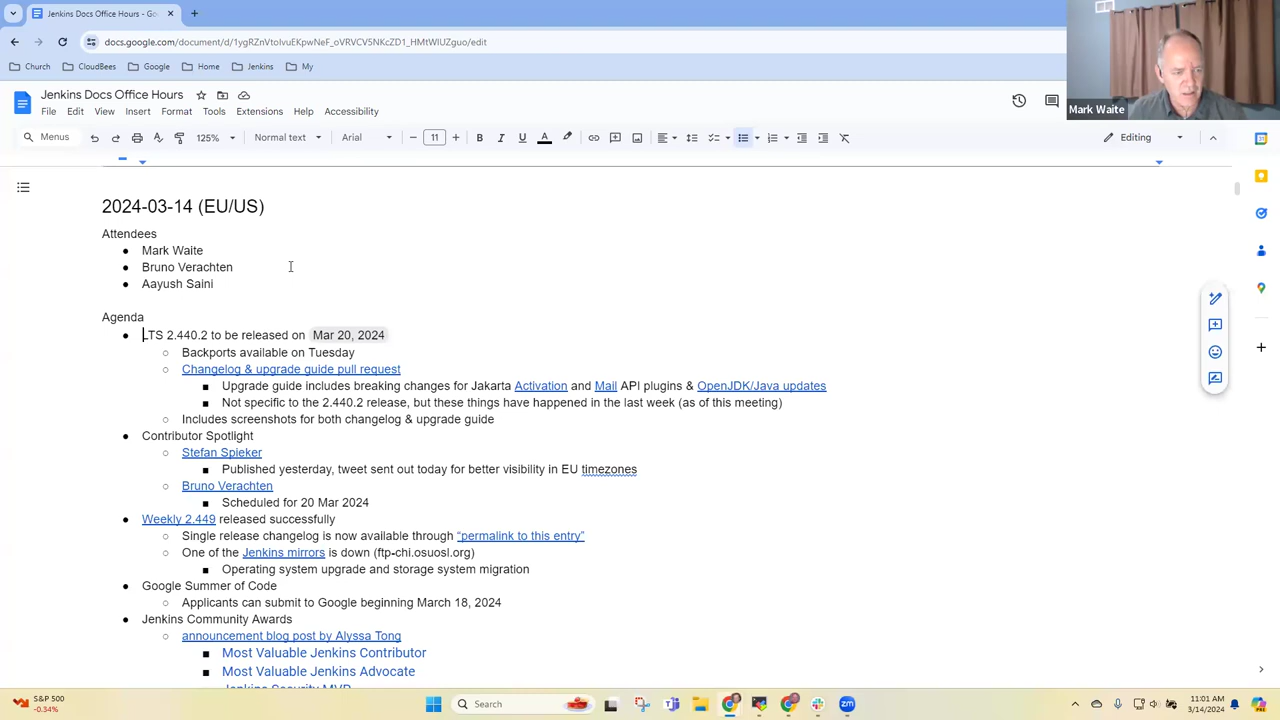 Jenkins Docs Office Hours - ×
docs.google.com/document/d/1ygRZnVtoIvuEKpwNeF_oVRVCV5NKcZD1_HMtWIUZguo/edit
Church CloudBees Google Home Jenkins My
Mark Waite
Jenkins Docs Office Hours
File Edit View Insert Format Tools Extensions Help Accessibility
Menus 125% Normal text Arial − 11 + B I U A Editing
2024-03-14 (EU/US)
Attendees
● Mark Waite
● Bruno Verachten
● Aayush Saini
Agenda
● LTS 2.440.2 to be released on Mar 20, 2024
○ Backports available on Tuesday
○ Changelog & upgrade guide pull request
■ Upgrade guide includes breaking changes for Jakarta Activation and Mail API plugins & OpenJDK/Java updates
■ Not specific to the 2.440.2 release, but these things have happened in the last week (as of this meeting)
○ Includes screenshots for both changelog & upgrade guide
● Contributor Spotlight
○ Stefan Spieker
■ Published yesterday, tweet sent out today for better visibility in EU timezones
○ Bruno Verachten
■ Scheduled for 20 Mar 2024
● Weekly 2.449 released successfully
○ Single release changelog is now available through “permalink to this entry”
○ One of the Jenkins mirrors is down (ftp-chi.osuosl.org)
■ Operating system upgrade and storage system migration
● Google Summer of Code
○ Applicants can submit to Google beginning March 18, 2024
● Jenkins Community Awards
○ announcement blog post by Alyssa Tong
■ Most Valuable Jenkins Contributor
■ Most Valuable Jenkins Advocate
■ Jenkins Security MVP
S&P 500
-0.34%
Search
11:01 AM
3/14/2024